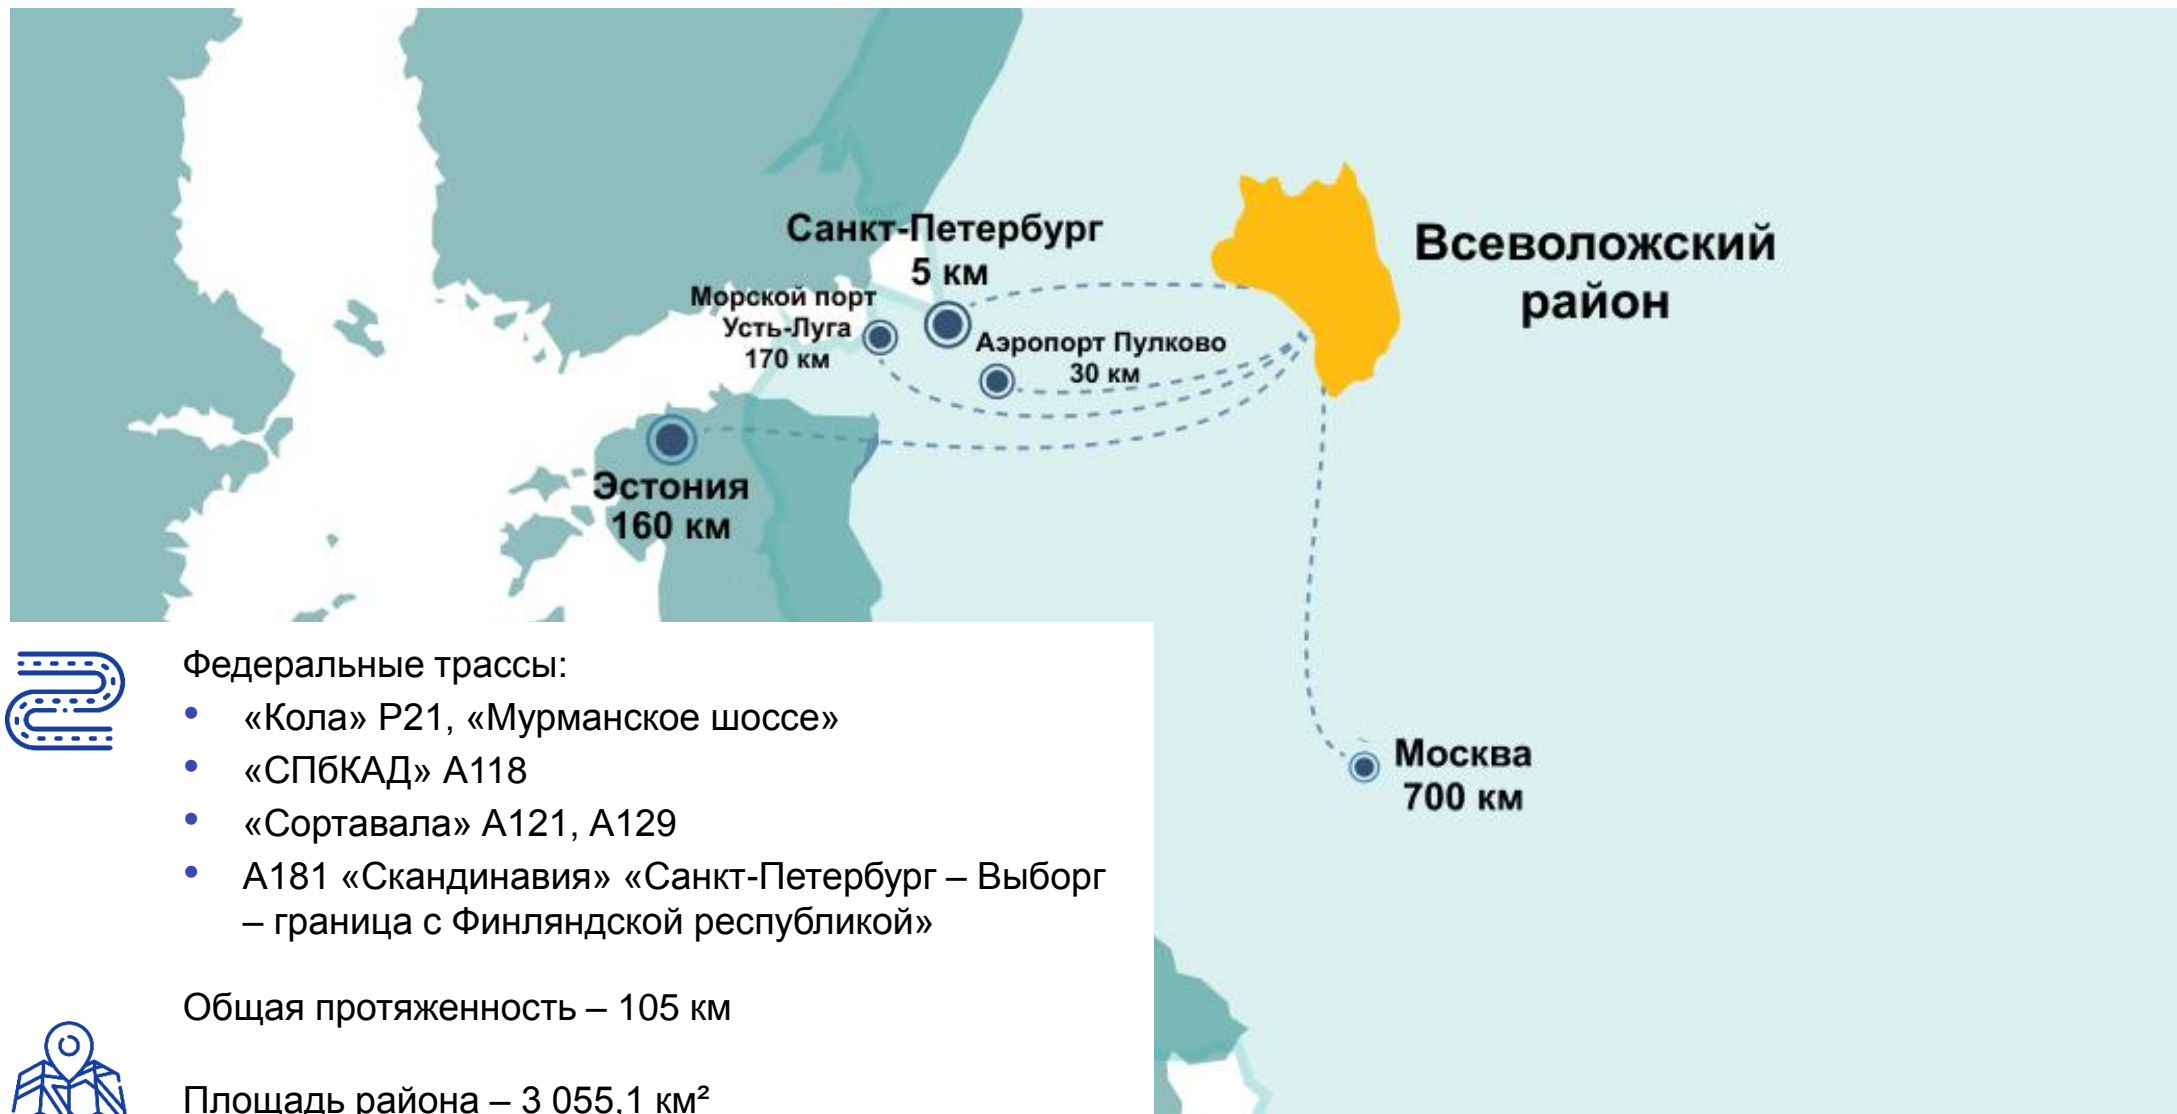 Санкт-Петербург
5 км
Всеволожский
район
Морской порт
Усть-Луга
170 км
Аэропорт Пулково
30 км
Эстония
160 км
Москва
700 км
Федеральные трассы:
• «Кола» Р21, «Мурманское шоссе»
• «СПбКАД» А118
• «Сортавала» А121, А129
• А181 «Скандинавия» «Санкт-Петербург – Выборг
– граница с Финляндской республикой»
Общая протяженность – 105 км
Площадь района – 3 055,1 км²